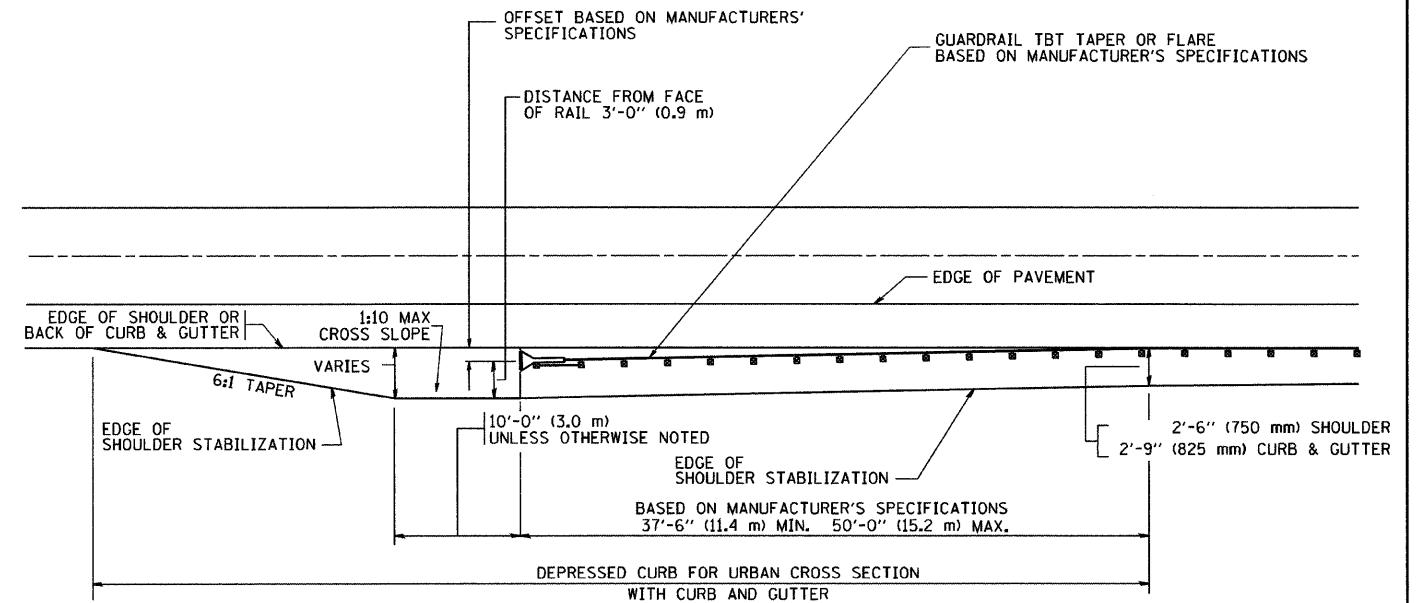 OFFSET BASED ON MANUFACTURERS'
SPECIFICATIONS
GUARDRAIL TBT TAPER OR FLARE
BASED ON MANUFACTURER'S SPECIFICATIONS
DISTANCE FROM FACE
OF RAIL 3'-0'' (0.9 m)
EDGE OF PAVEMENT
EDGE OF SHOULDER OR
BACK OF CURB & GUTTER
1:10 MAX
CROSS SLOPE
VARIES
6:1 TAPER
EDGE OF
SHOULDER STABILIZATION
10'-0'' (3.0 m)
UNLESS OTHERWISE NOTED
2'-6'' (750 mm) SHOULDER
2'-9'' (825 mm) CURB & GUTTER
EDGE OF
SHOULDER STABILIZATION
BASED ON MANUFACTURER'S SPECIFICATIONS
37'-6'' (11.4 m) MIN. 50'-0'' (15.2 m) MAX.
DEPRESSED CURB FOR URBAN CROSS SECTION
WITH CURB AND GUTTER